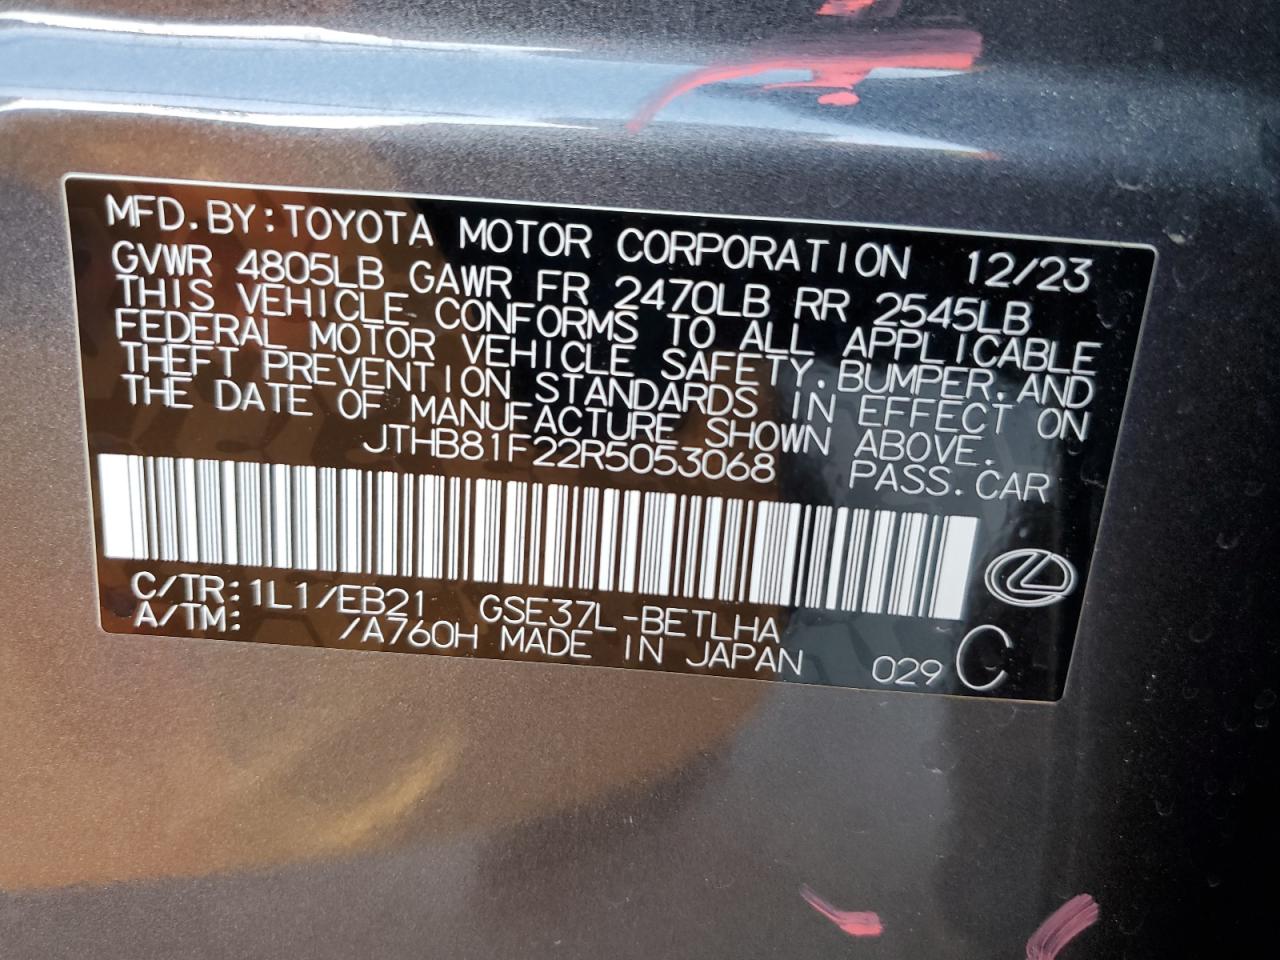 MFD.BY:TOYOTA MOTOR CORPORATION 12/23
GVWR 4805LB GAWR FR 2470LB RR 2545LB
THIS VEHICLE CONFORMS TO ALL APPLICABLE
FEDERAL MOTOR VEHICLE SAFETY.BUMPER.AND
THEFT PREVENTION STANDARDS IN EFFECT ON
THE DATE OF MANUFACTURE SHOWN ABOVE.
JTHB81F22R5053068 PASS.CAR
C/TR:1L1/EB21 GSE37L-BETLHA
A/TM: /A760H MADE IN JAPAN 029 C